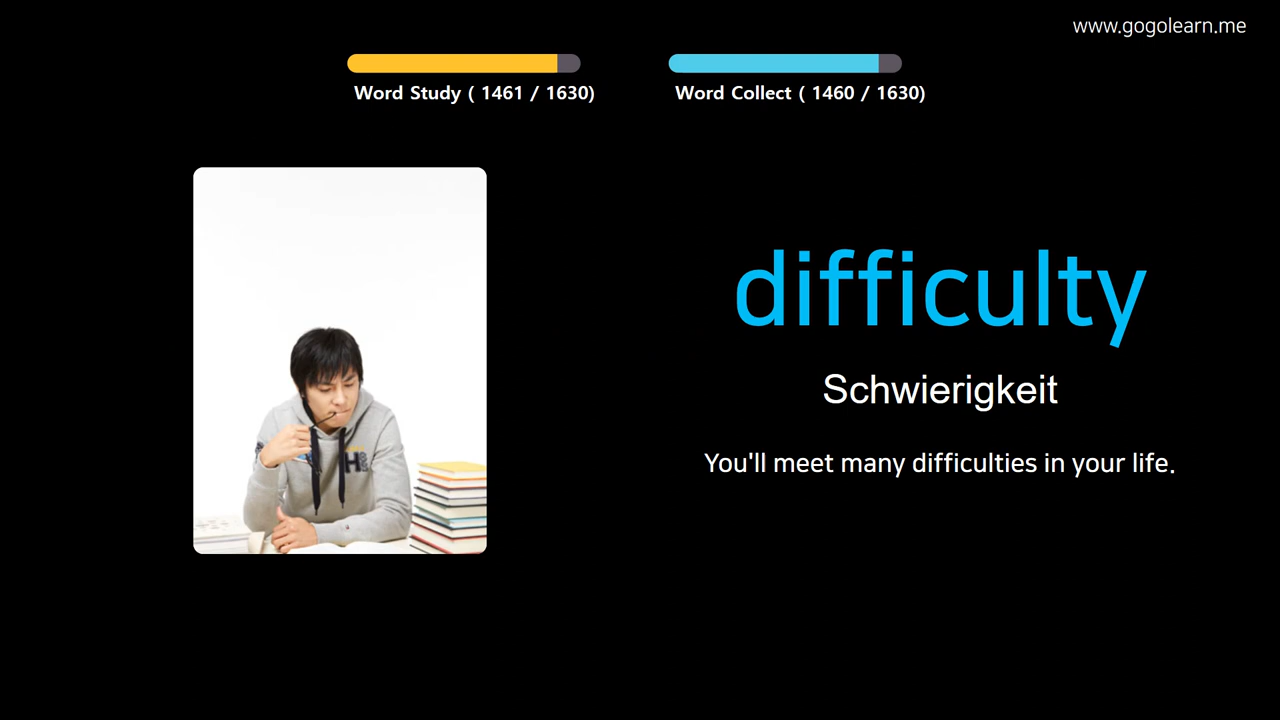 www.gogolearn.me
Word Study ( 1461 / 1630)
Word Collect ( 1460 / 1630)
difficulty
Schwierigkeit
You'll meet many difficulties in your life.
H